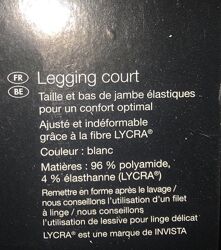 FR
BE
Legging court
Taille et bas de jambe élastiques
pour un confort optimal
Ajusté et indéformable
grâce à la fibre LYCRA®
Couleur : blanc
Matières : 96 % polyamide,
4 % élasthanne (LYCRA®)
Remettre en forme après le lavage /
nous conseillons l'utilisation d'un filet
à linge / nous conseillons
l'utilisation de lessive pour linge délicat
LYCRA® est une marque de INVISTA